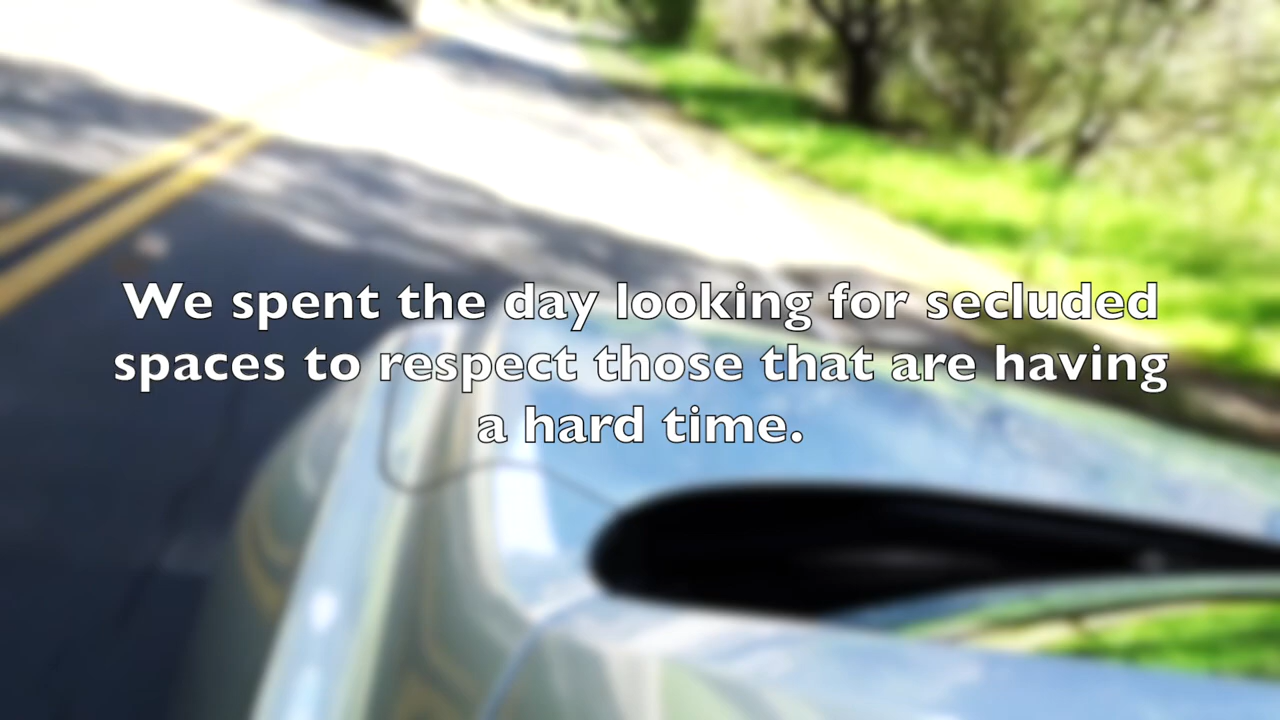 We spent the day looking for secluded
spaces to respect those that are having
a hard time.